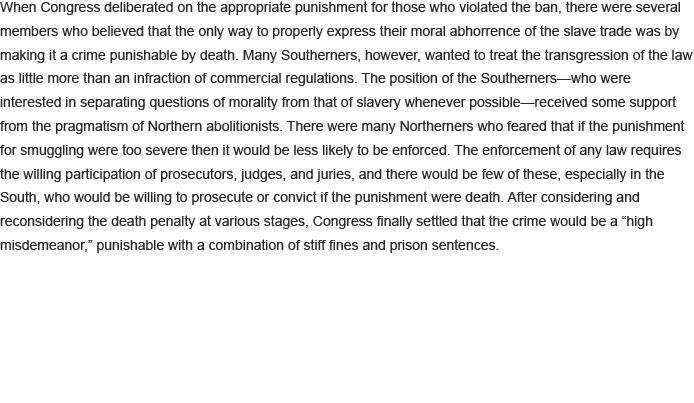 When Congress deliberated on the appropriate punishment for those who violated the ban, there were several
members who believed that the only way to properly express their moral abhorrence of the slave trade was by
making it a crime punishable by death. Many Southerners, however, wanted to treat the transgression of the law
as little more than an infraction of commercial regulations. The position of the Southerners—who were
interested in separating questions of morality from that of slavery whenever possible—received some support
from the pragmatism of Northern abolitionists. There were many Northerners who feared that if the punishment
for smuggling were too severe then it would be less likely to be enforced. The enforcement of any law requires
the willing participation of prosecutors, judges, and juries, and there would be few of these, especially in the
South, who would be willing to prosecute or convict if the punishment were death. After considering and
reconsidering the death penalty at various stages, Congress finally settled that the crime would be a “high
misdemeanor,” punishable with a combination of stiff fines and prison sentences.